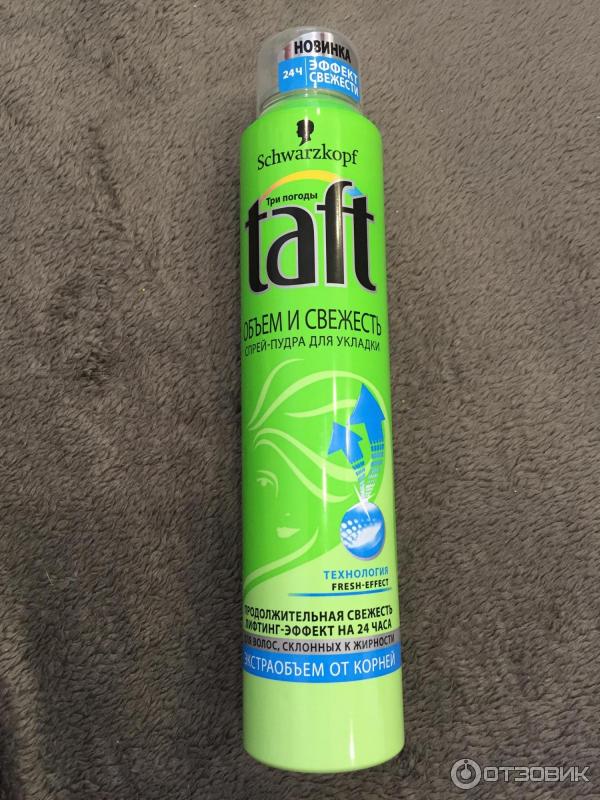 НОВИНКА
24Ч ЭФФЕКТ
СВЕЖЕСТИ
Schwarzkopf
Три погоды
taft
ОБЪЕМ И СВЕЖЕСТЬ
СПРЕЙ-ПУДРА ДЛЯ УКЛАДКИ
ТЕХНОЛОГИЯ
FRESH-EFFECT
ПРОДОЛЖИТЕЛЬНАЯ СВЕЖЕСТЬ
ЛИФТИНГ-ЭФФЕКТ НА 24 ЧАСА
ДЛЯ ВОЛОС, СКЛОННЫХ К ЖИРНОСТИ
ЭКСТРАОБЪЕМ ОТ КОРНЕЙ
ОТЗОВИК